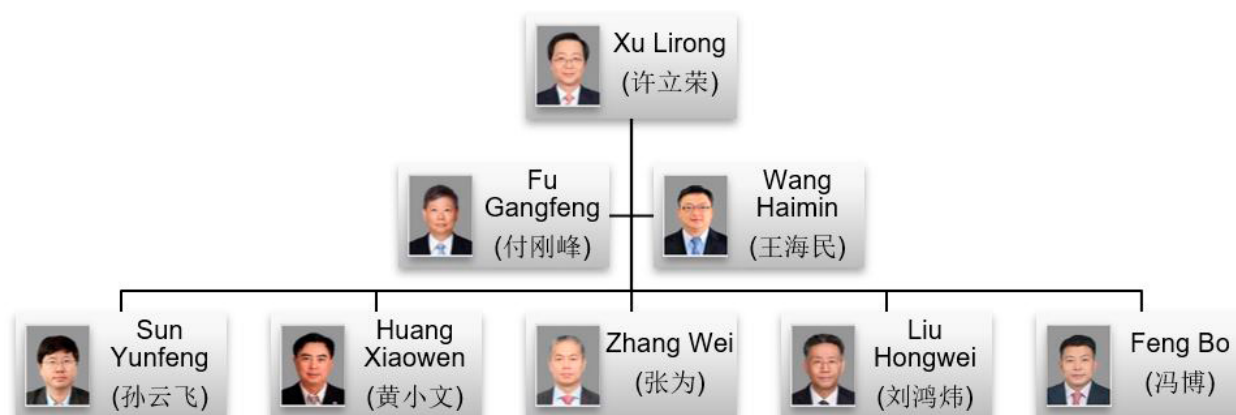 Xu Lirong
(许立荣)
Fu
Gangfeng
(付刚峰)
Wang
Haimin
(王海民)
Sun
Yunfeng
(孙云飞)
Huang
Xiaowen
(黄小文)
Zhang Wei
(张为)
Liu
Hongwei
(刘鸿炜)
Feng Bo
(冯博)